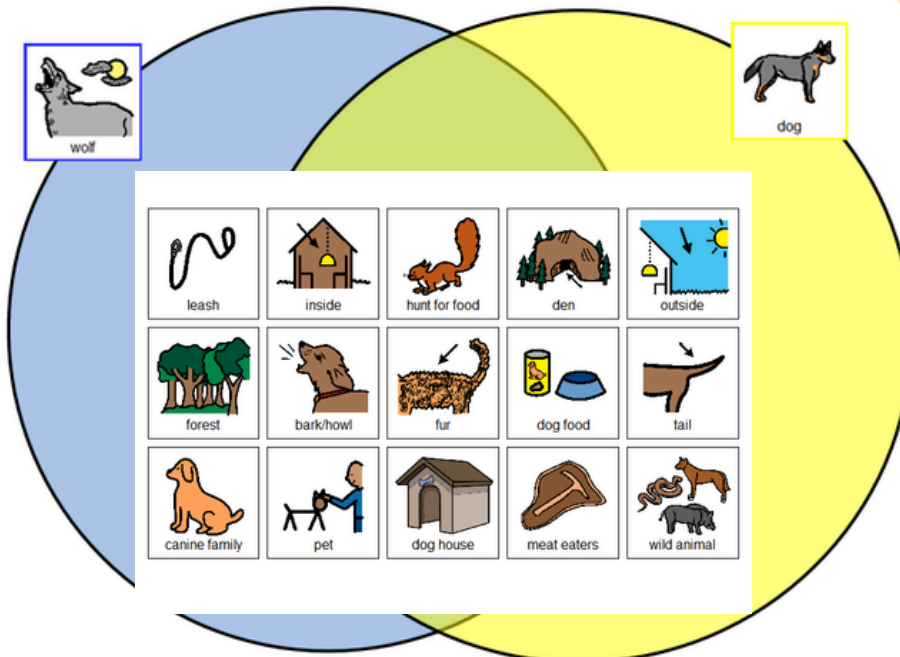 wolf
dog
leash
inside
hunt for food
den
outside
forest
bark/howl
fur
dog food
tail
canine family
pet
dog house
meat eaters
wild animal